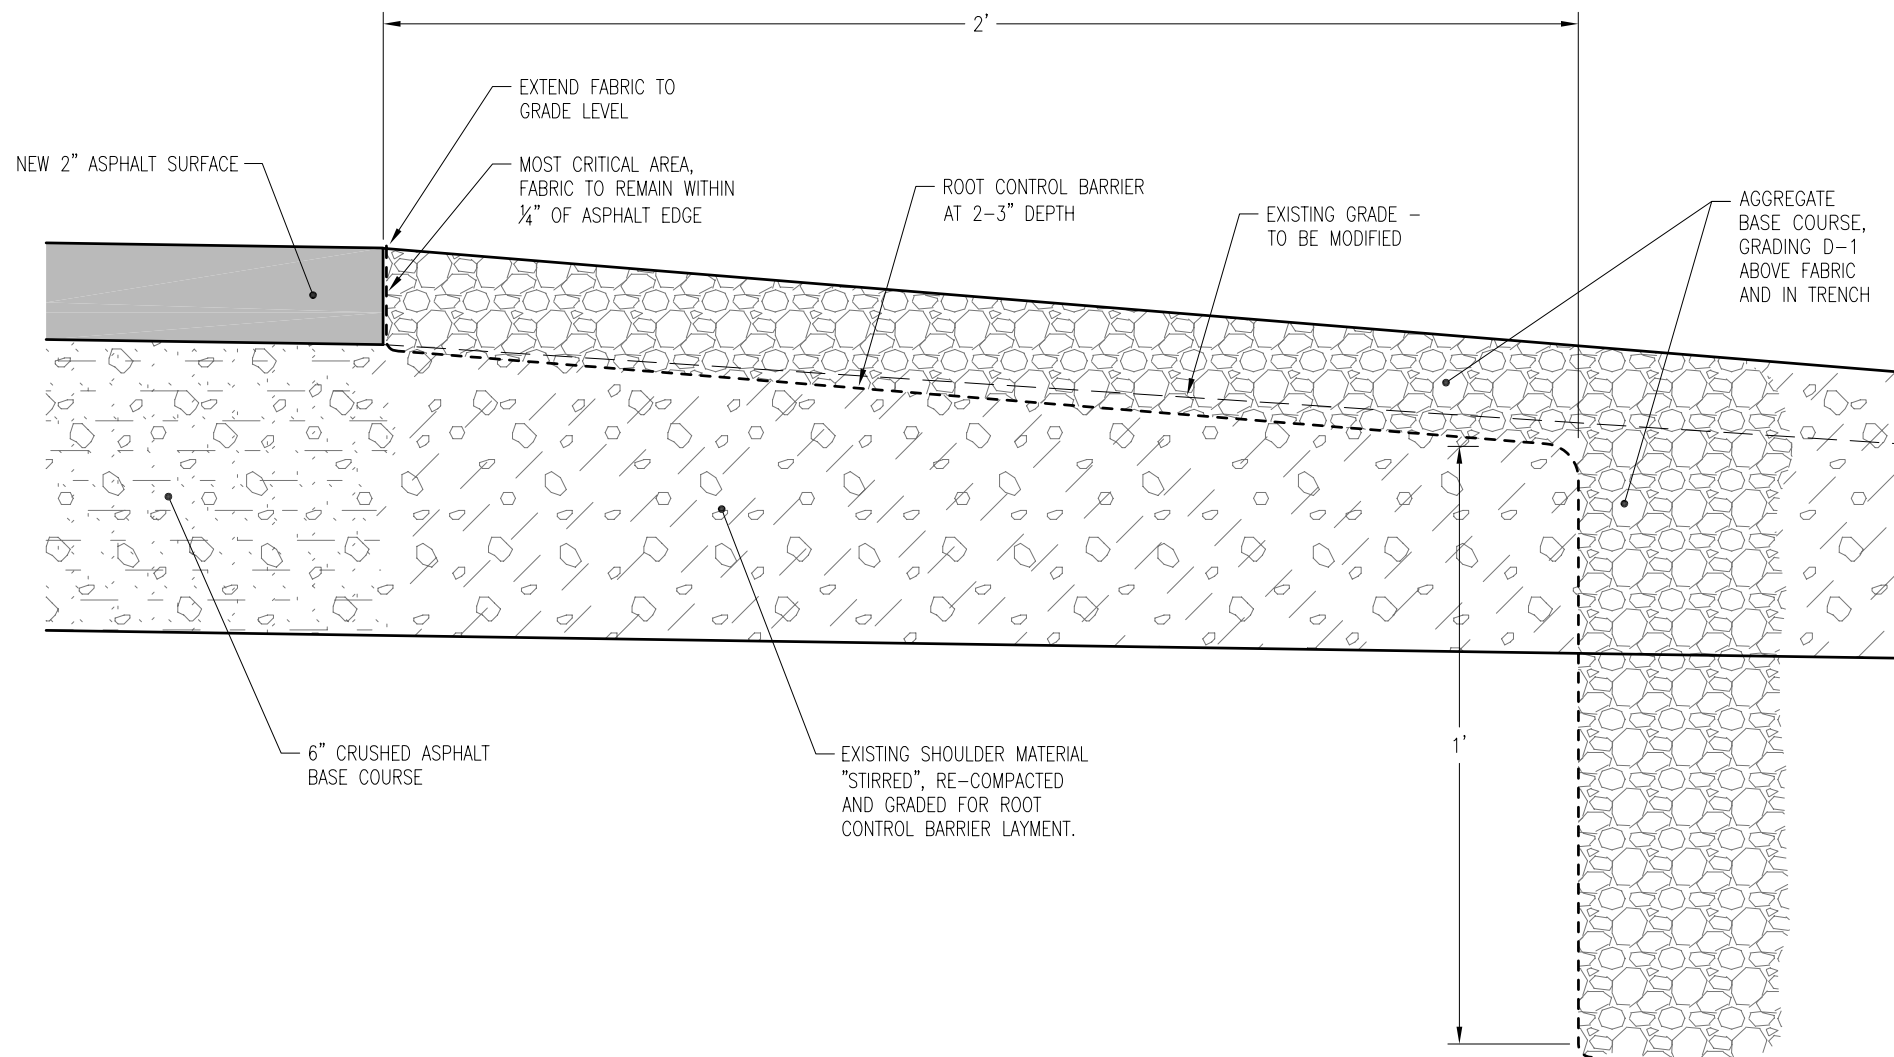 2'
EXTEND FABRIC TO
GRADE LEVEL
NEW 2" ASPHALT SURFACE
MOST CRITICAL AREA,
FABRIC TO REMAIN WITHIN
¼" OF ASPHALT EDGE
ROOT CONTROL BARRIER
AT 2-3" DEPTH
EXISTING GRADE -
TO BE MODIFIED
AGGREGATE
BASE COURSE,
GRADING D-1
ABOVE FABRIC
AND IN TRENCH
6" CRUSHED ASPHALT
BASE COURSE
EXISTING SHOULDER MATERIAL
"STIRRED", RE-COMPACTED
AND GRADED FOR ROOT
CONTROL BARRIER LAYMENT.
1'